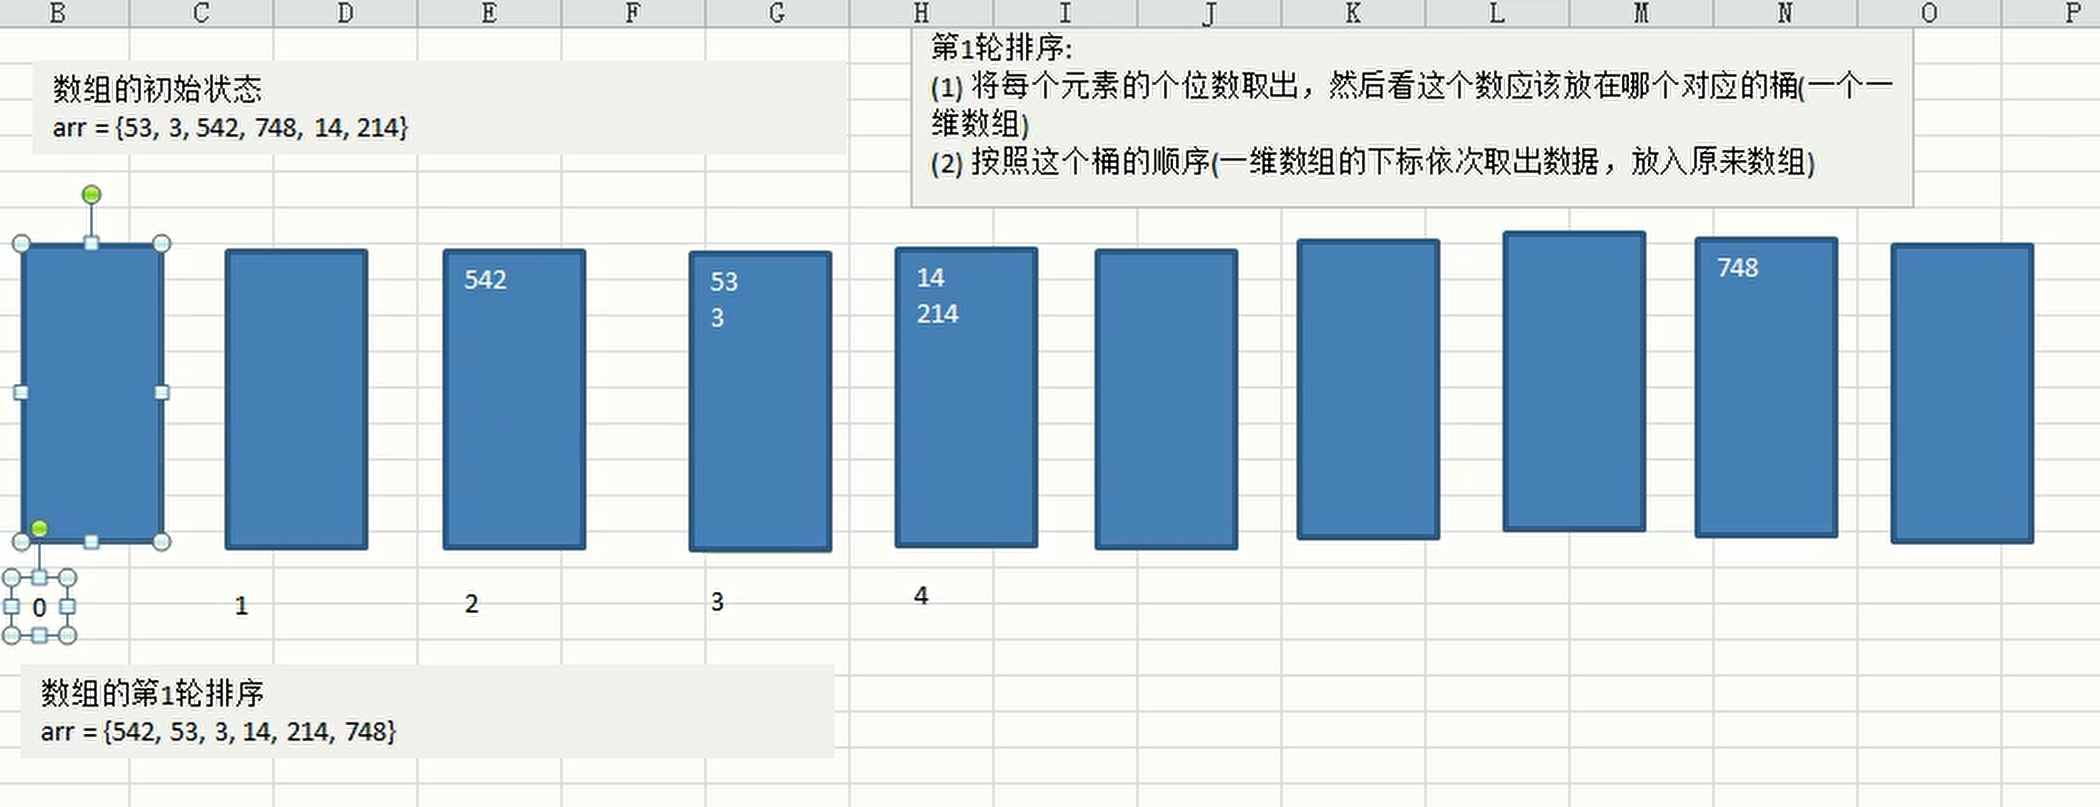 B C D E F G H I J K L M N O P
第1轮排序:
(1) 将每个元素的个位数取出，然后看这个数应该放在哪个对应的桶(一个一
维数组)
(2) 按照这个桶的顺序(一维数组的下标依次取出数据，放入原来数组)
数组的初始状态
arr = {53, 3, 542, 748, 14, 214}
542
53
3
14
214
748
0
1
2
3
4
数组的第1轮排序
arr = {542, 53, 3, 14, 214, 748}